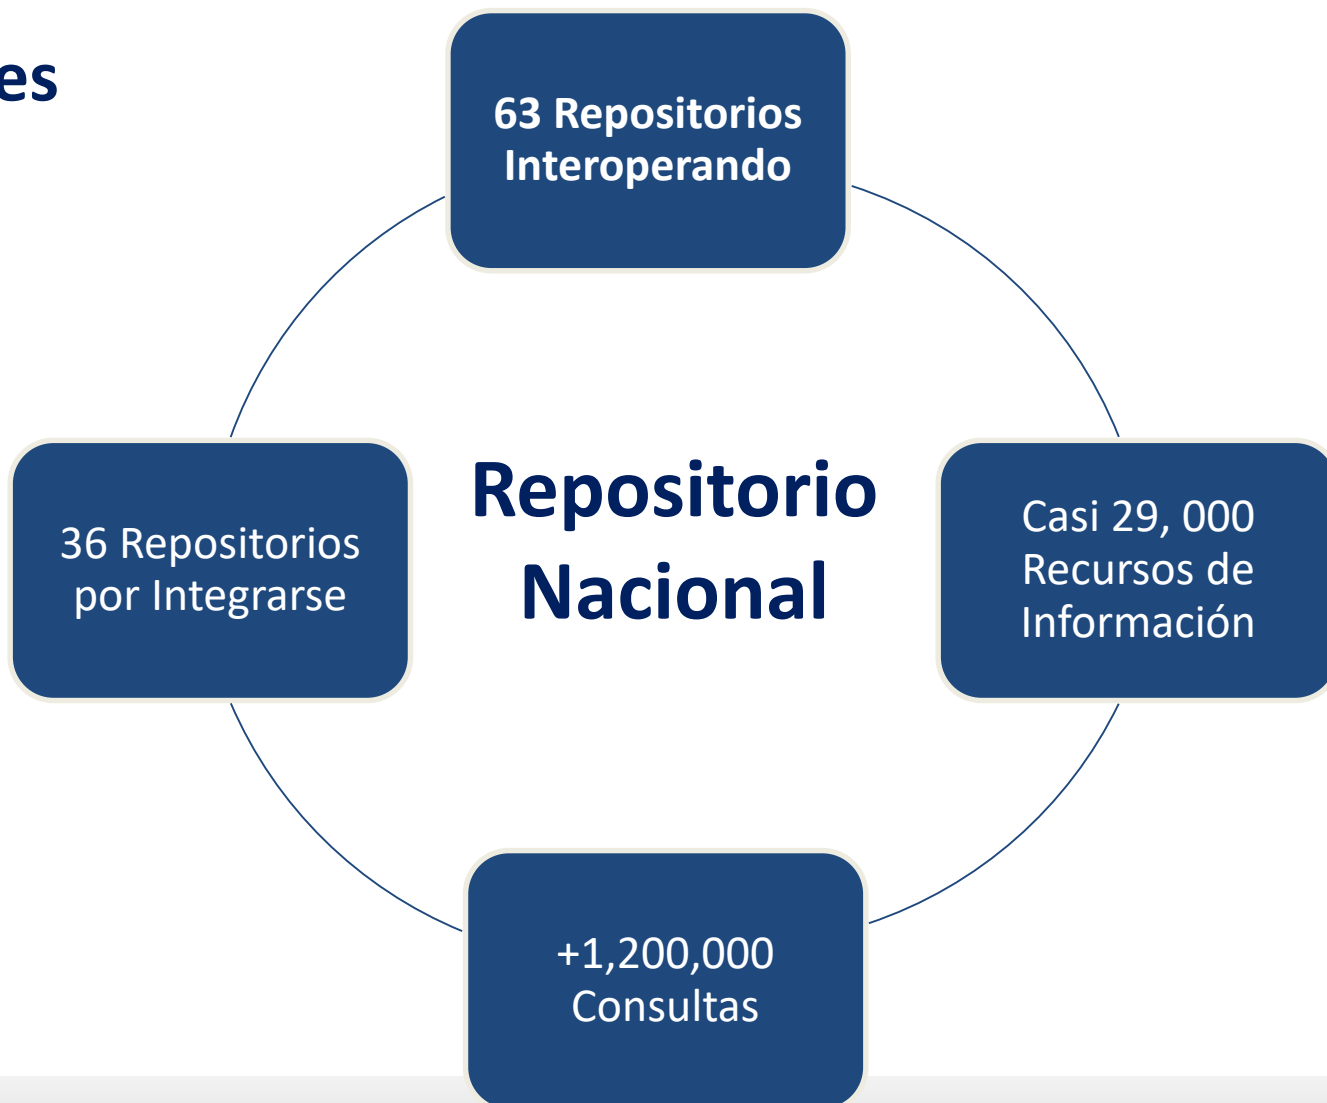 es
63 Repositorios
Interoperando
Repositorio
Nacional
Casi 29, 000
Recursos de
Información
36 Repositorios
por Integrarse
+1,200,000
Consultas